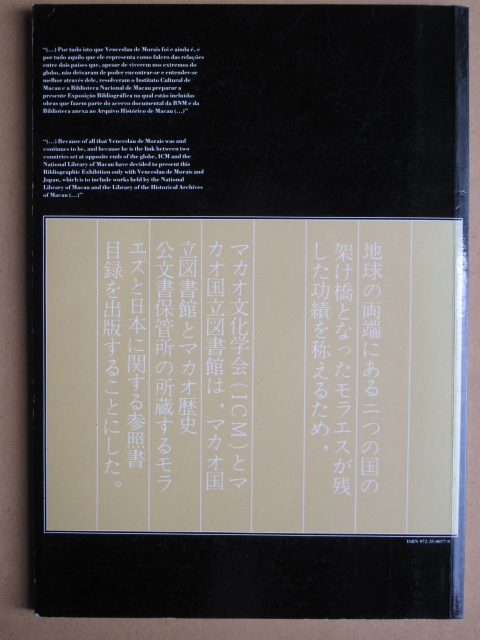 “(...) Por tudo isto que Venceslau de Morais foi e ainda é, e
por tudo aquilo que ele representa como fulcro das relações
entre dois países que, apesar de viverem nos extremos do
globo, não deixaram de poder encontrar-se e entender-se
melhor através dele, resolveram o Instituto Cultural de
Macau e a Biblioteca Nacional de Macau preparar a
presente Exposição Bibliográfica na qual estão incluídas
obras que fazem parte do acervo documental da BNM e da
Biblioteca anexa ao Arquivo Histórico de Macau (...)”
“(...) Because of all that Venceslau de Morais was and
continues to be, and because he is the link between two
countries set at opposite ends of the globe, ICM and the
National Library of Macau have decided to present this
Bibliographic Exhibition only with Venceslau de Morais and
Japan, which is to include works held by the National
Library of Macau and the Library of the Historical Archives
of Macau (...)”
地球の両端にある二つの国の
架け橋となったモラエスが残
した功績を称えるため，
マカオ文化学会(ICM)とマ
カオ国立図書館は，マカオ国
立図書館とマカオ歴史
公文書保管所の所蔵するモラ
エスと日本に関する参照書
目録を出版することにした。
ISBN 972-35-0077-9